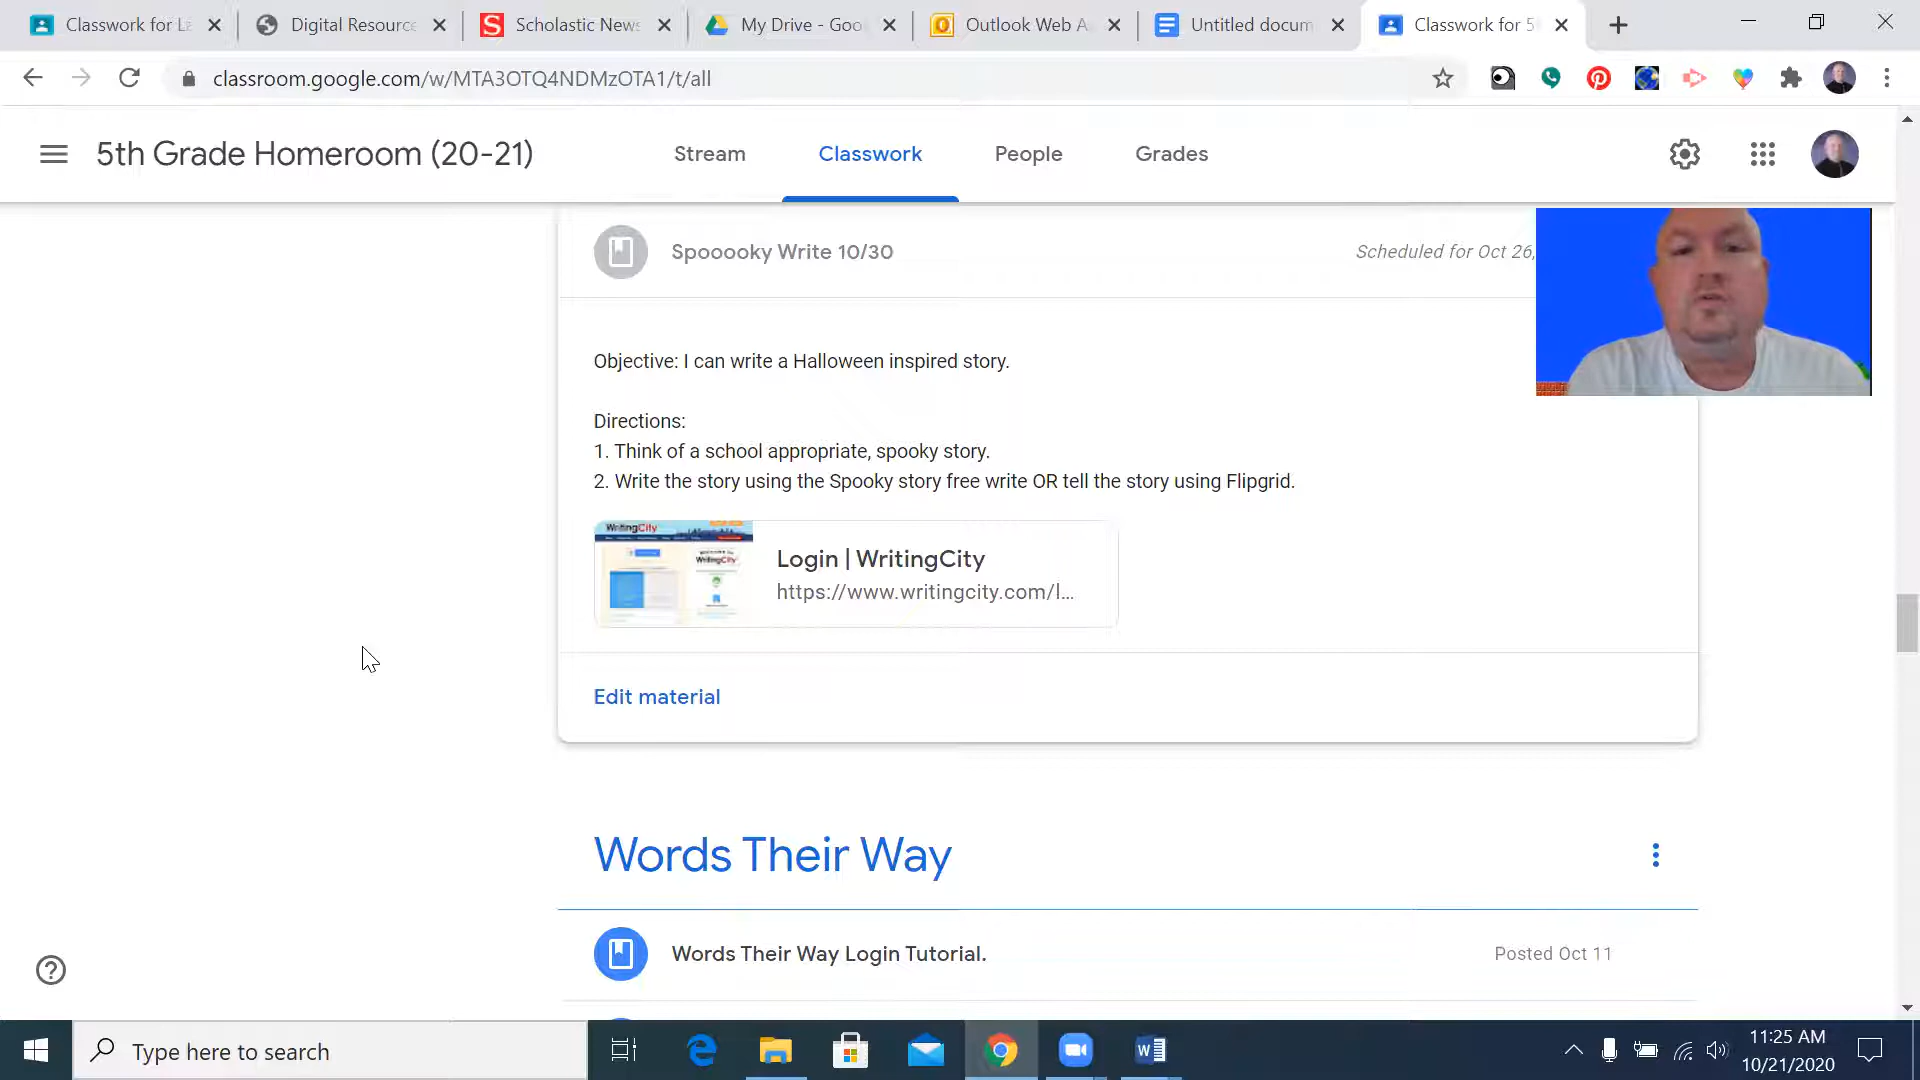 Classwork for La
Digital Resource
Scholastic News
My Drive - Goo
Outlook Web A
Untitled docum
Classwork for 5
classroom.google.com/w/MTA3OTQ4NDMzOTA1/t/all
5th Grade Homeroom (20-21)
Stream
Classwork
People
Grades
Spooooky Write 10/30
Scheduled for Oct 26,
Objective: I can write a Halloween inspired story.
Directions:
1. Think of a school appropriate, spooky story.
2. Write the story using the Spooky story free write OR tell the story using Flipgrid.
WritingCity
Login | WritingCity
https://www.writingcity.com/l...
Edit material
Words Their Way
Words Their Way Login Tutorial.
Posted Oct 11
Type here to search
11:25 AM
10/21/2020